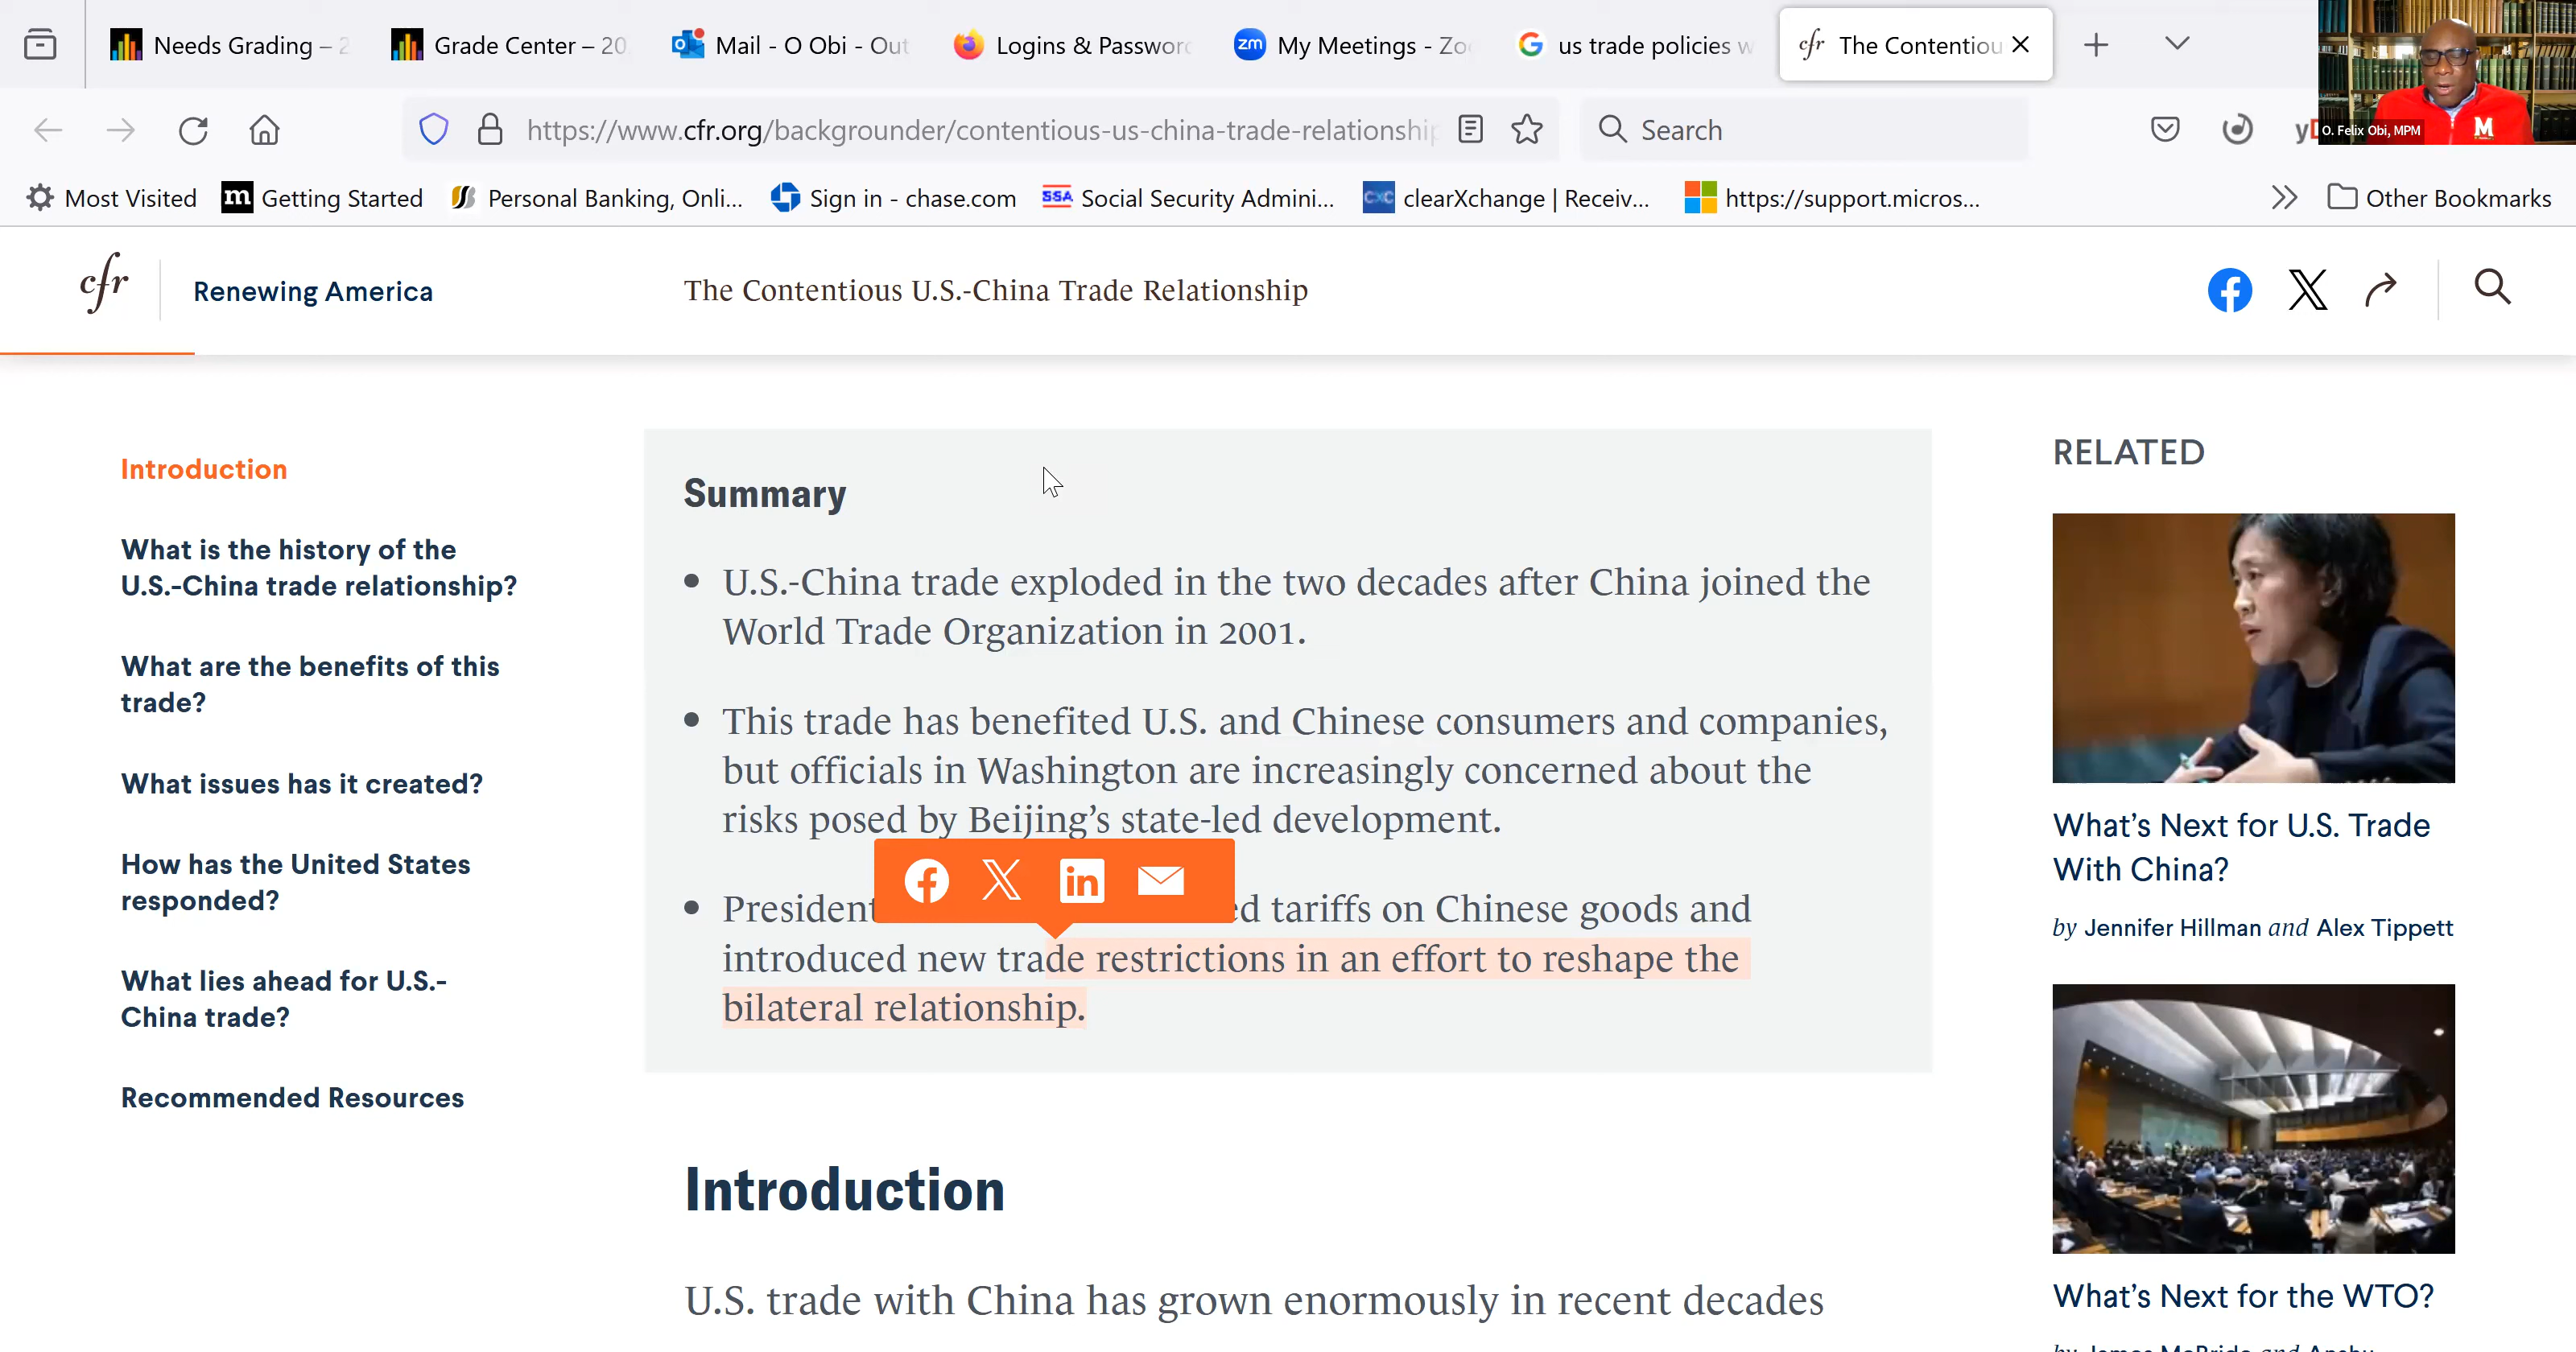 Needs Grading – 2
Grade Center – 20
Mail - O Obi - Out
Logins & Password
zm
My Meetings - Zo
us trade policies w
cfr
The Contentiou
https://www.cfr.org/backgrounder/contentious-us-china-trade-relationship
Search
O. Felix Obi, MPM
M
Most Visited
m
Getting Started
Personal Banking, Onli...
Sign in - chase.com
SSA
Social Security Admini...
CXC
clearXchange | Receiv...
https://support.micros...
Other Bookmarks
cfr
Renewing America
The Contentious U.S.-China Trade Relationship
Introduction
What is the history of the
U.S.-China trade relationship?
What are the benefits of this
trade?
What issues has it created?
How has the United States
responded?
What lies ahead for U.S.-
China trade?
Recommended Resources
Summary
• U.S.-China trade exploded in the two decades after China joined the
World Trade Organization in 2001.
• This trade has benefited U.S. and Chinese consumers and companies,
but officials in Washington are increasingly concerned about the
risks posed by Beijing’s state-led development.
• President
ed tariffs on Chinese goods and
introduced new trade restrictions in an effort to reshape the
bilateral relationship.
Introduction
U.S. trade with China has grown enormously in recent decades
RELATED
What’s Next for U.S. Trade
With China?
by Jennifer Hillman and Alex Tippett
What’s Next for the WTO?